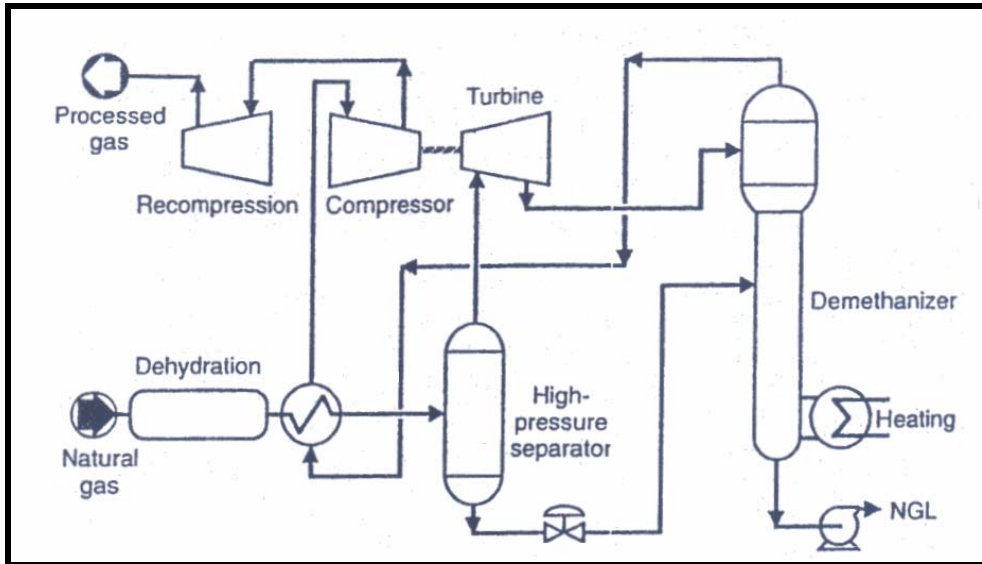 Turbine
Processed
gas
Recompression
Compressor
Demethanizer
Dehydration
High-
pressure
separator
Heating
Natural
gas
NGL